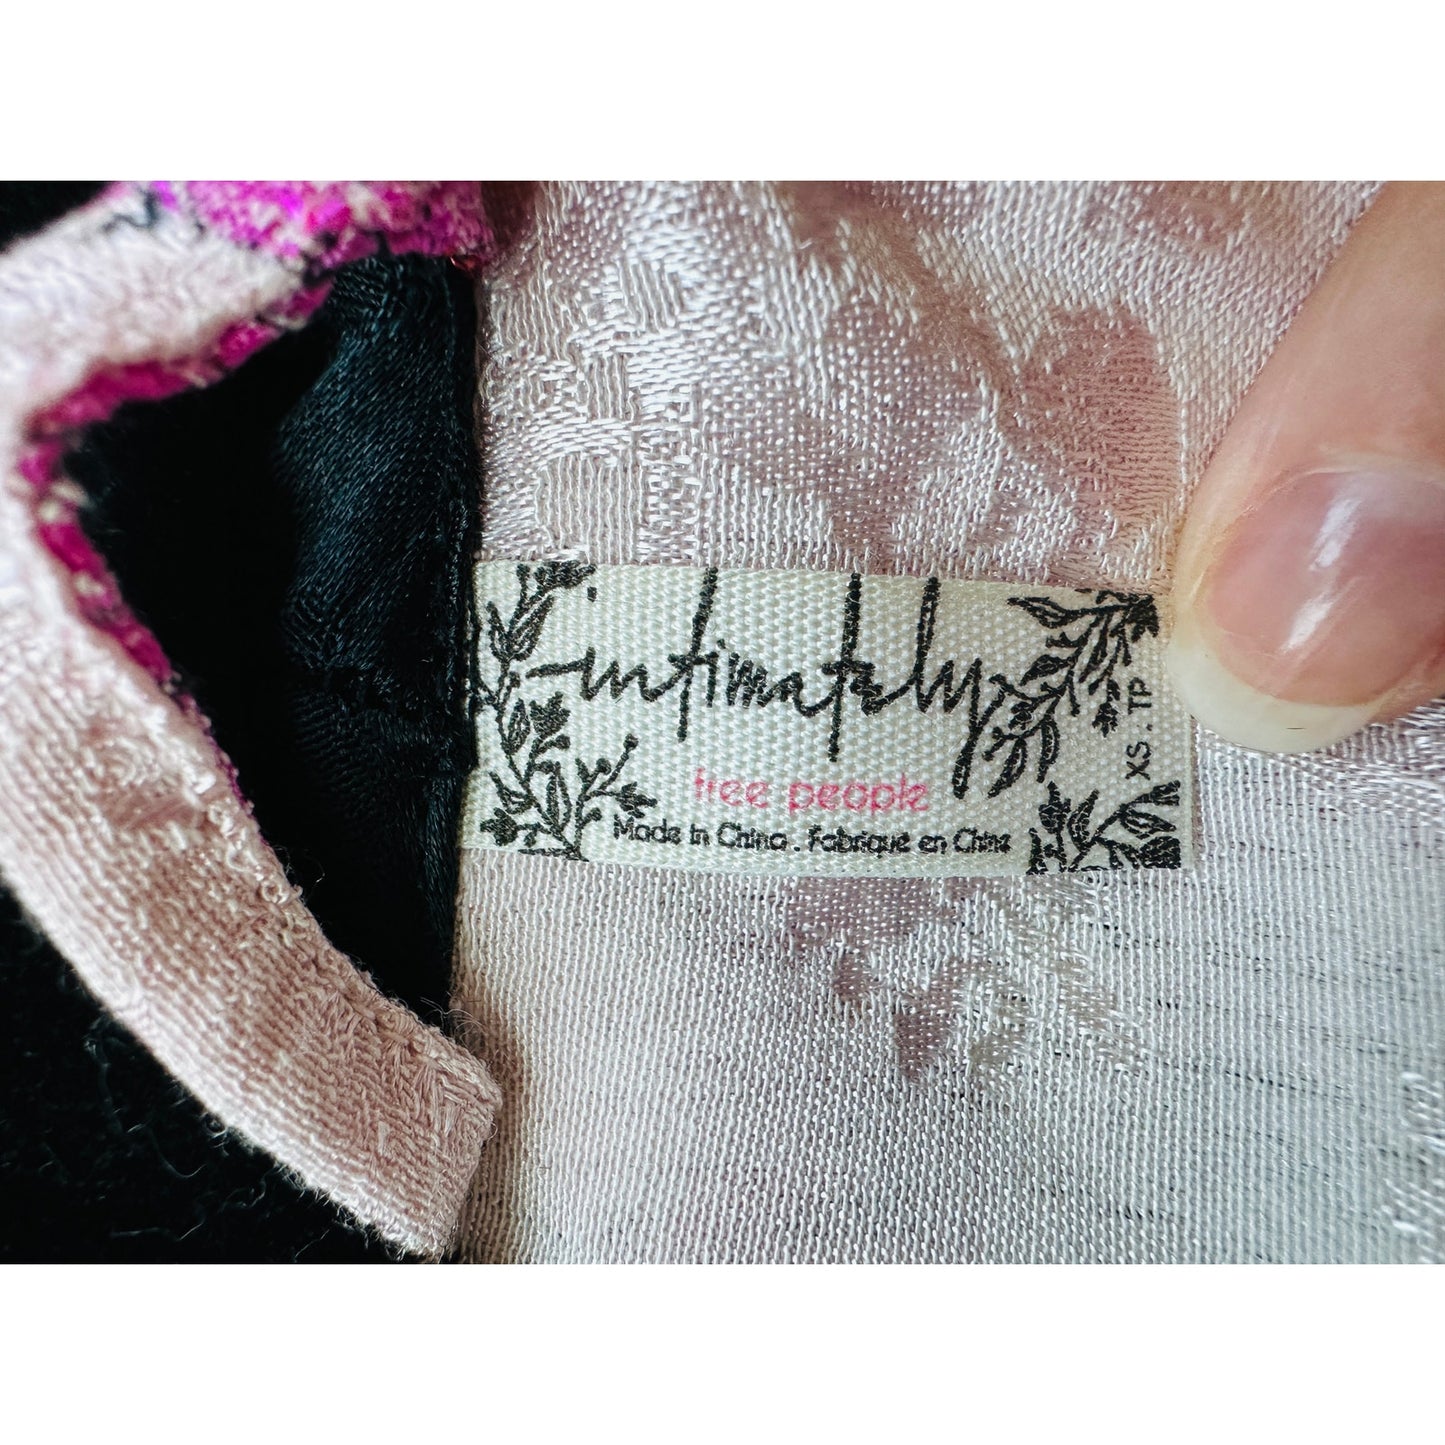 intimately
free people
Made in China . Fabrique en Chine
XS . TP